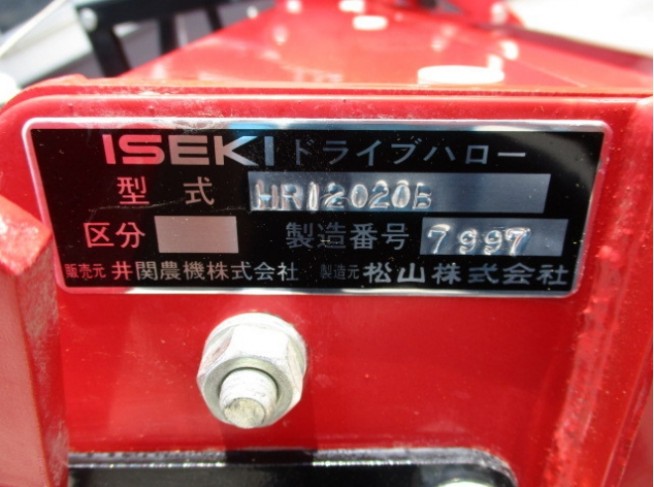 ISEKI ドライブハロー
型式 HR12020B
区分 製造番号 7997
販売元 井関農機株式会社 製造元 松山株式会社